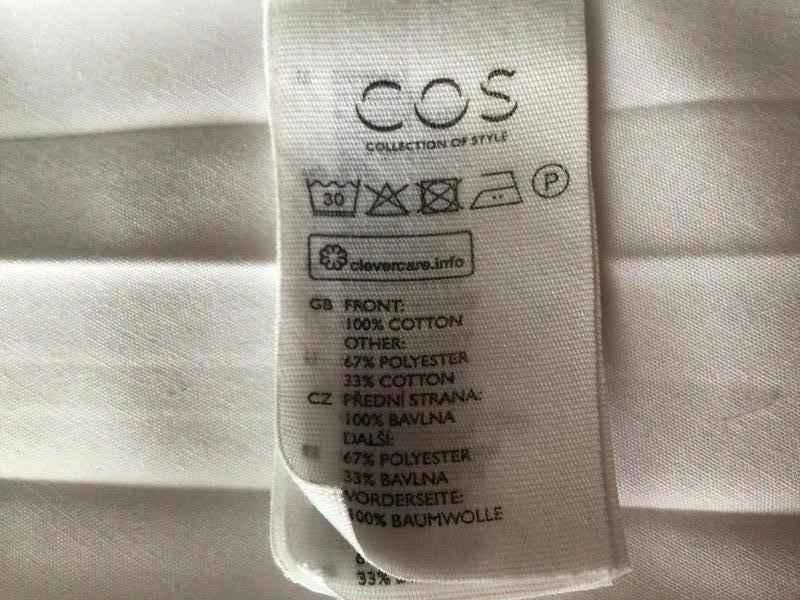 COS
COLLECTION OF STYLE
30
P
clevercare.info
GB FRONT:
100% COTTON
OTHER:
67% POLYESTER
33% COTTON
CZ PŘEDNÍ STRANA:
100% BAVLNA
DALŠÍ:
67% POLYESTER
33% BAVLNA
VORDERSEITE:
100% BAUMWOLLE
33%